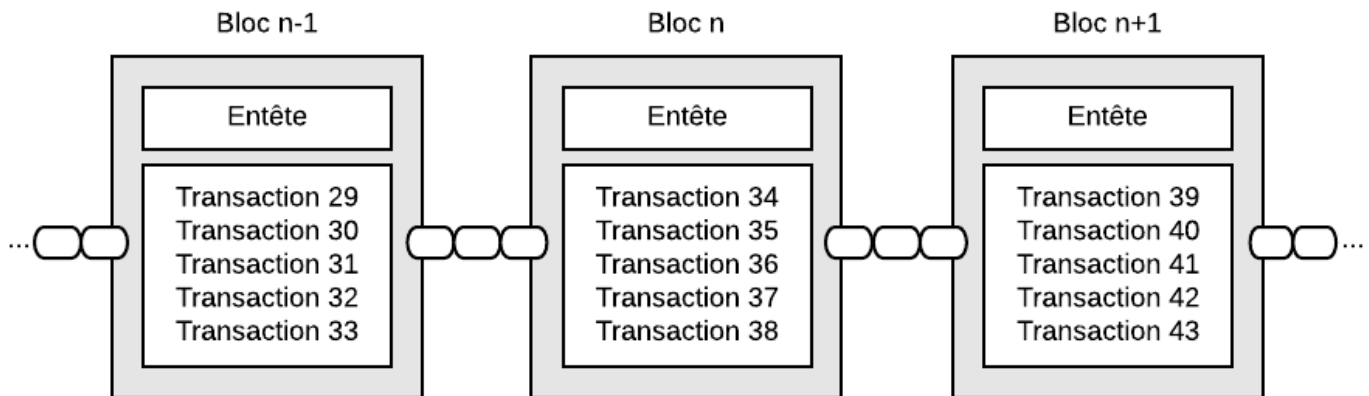 Bloc n-1
Entête
Transaction 29
Transaction 30
Transaction 31
Transaction 32
Transaction 33
Bloc n
Entête
Transaction 34
Transaction 35
Transaction 36
Transaction 37
Transaction 38
Bloc n+1
Entête
Transaction 39
Transaction 40
Transaction 41
Transaction 42
Transaction 43
...
...